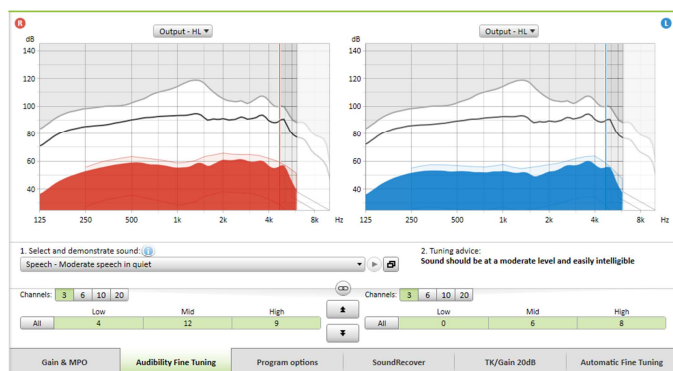 R
Output - HL
L
dB
140
120
100
80
60
40
125 250 500 1k 2k 4k 8k Hz
Output - HL
dB
140
120
100
80
60
40
125 250 500 1k 2k 4k 8k Hz
1. Select and demonstrate sound: i
Speech - Moderate speech in quiet
2. Tuning advice:
Sound should be at a moderate level and easily intelligible
Channels: 3 6 10 20
Low Mid High
All 4 12 9
Channels: 3 6 10 20
Low Mid High
All 0 6 8
Gain & MPO Audibility Fine Tuning Program options SoundRecover TK/Gain 20dB Automatic Fine Tuning